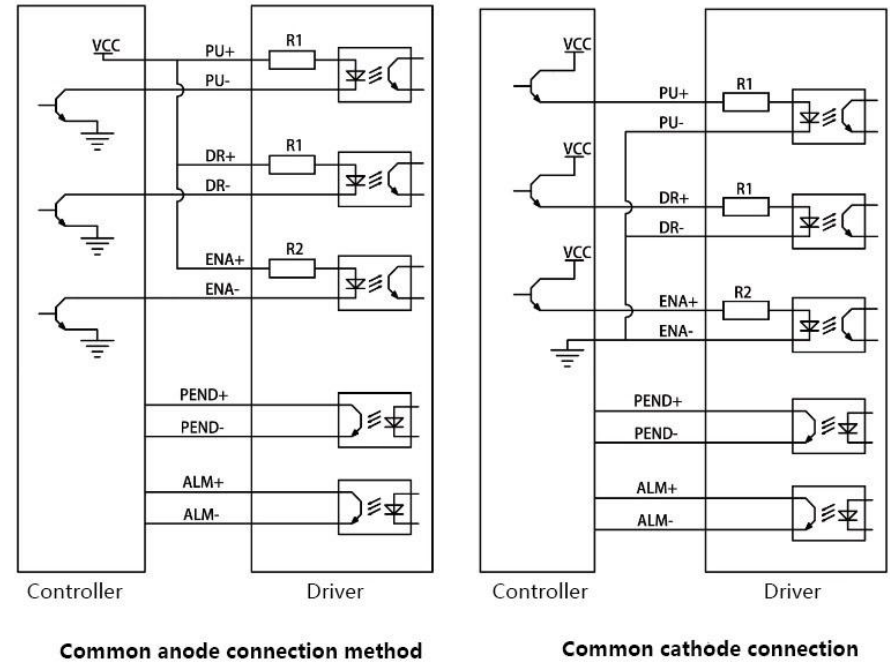 VCC
PU+
R1
PU-
DR+
R1
DR-
ENA+
R2
ENA-
PEND+
PEND-
ALM+
ALM-
Controller
Driver
Common anode connection method
VCC
PU+
R1
PU-
VCC
DR+
R1
DR-
VCC
ENA+
R2
ENA-
PEND+
PEND-
ALM+
ALM-
Controller
Driver
Common cathode connection